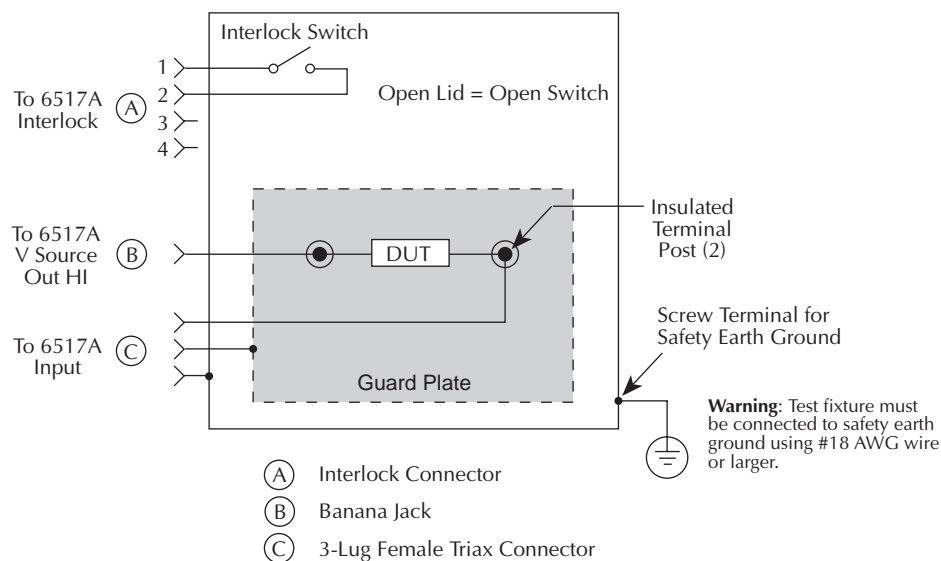 Interlock Switch
1
2
3
4
To 6517A
Interlock
A
Open Lid = Open Switch
To 6517A
V Source
Out HI
B
DUT
Insulated
Terminal
Post (2)
To 6517A
Input
C
Guard Plate
Screw Terminal for
Safety Earth Ground
Warning: Test fixture must
be connected to safety earth
ground using #18 AWG wire
or larger.
A Interlock Connector
B Banana Jack
C 3-Lug Female Triax Connector